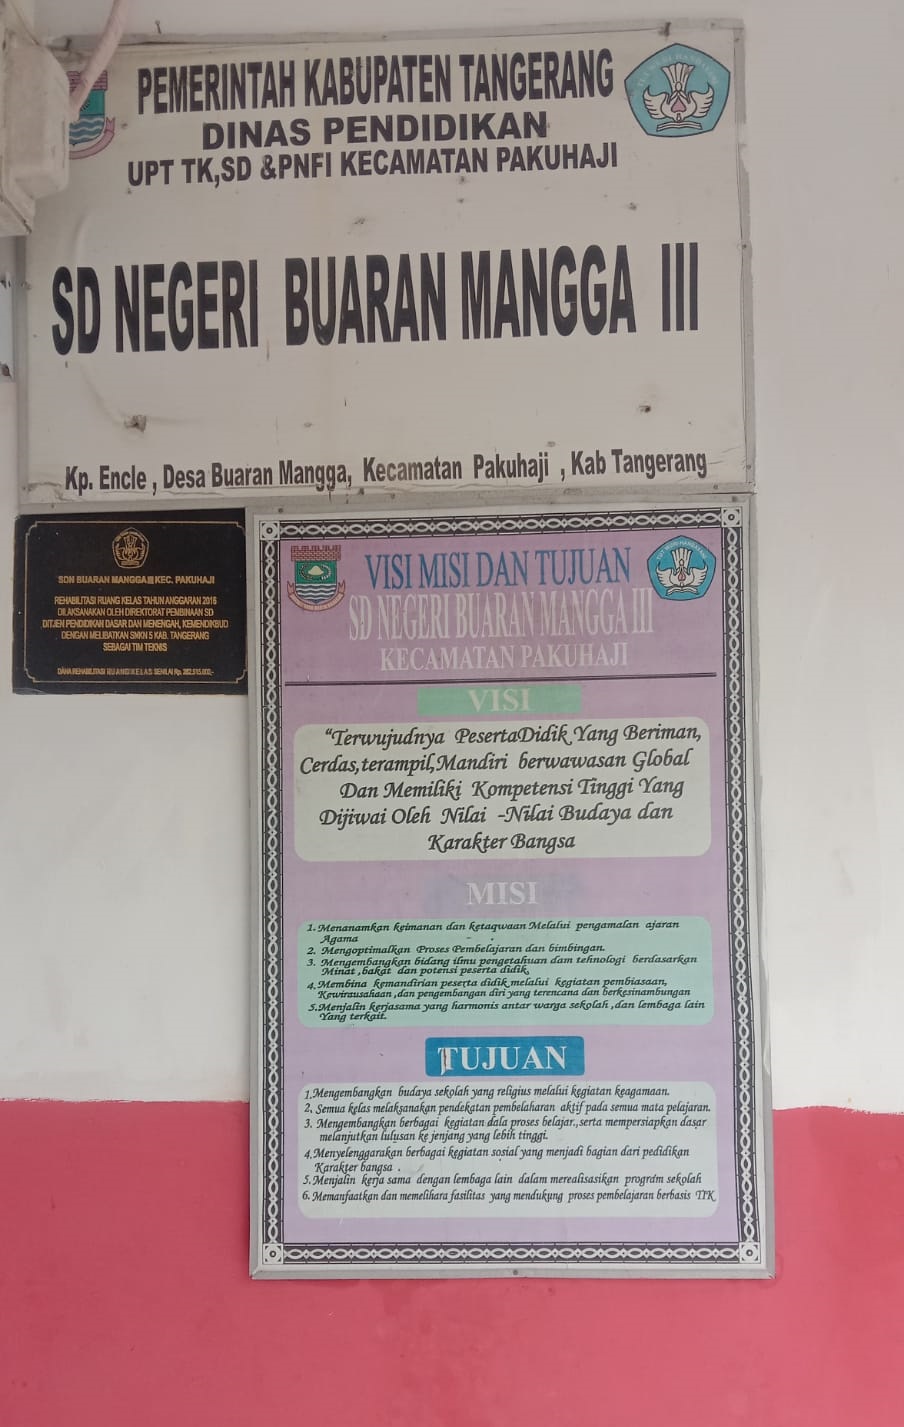 PEMERINTAH KABUPATEN TANGERANG
DINAS PENDIDIKAN
UPT TK,SD &PNFI KECAMATAN PAKUHAJI
SD NEGERI BUARAN MANGGA III
Kp. Encle , Desa Buaran Mangga, Kecamatan Pakuhaji , Kab Tangerang
SDN BUARAN MANGGA III KEC. PAKUHAJI
REHABILITASI RUANG KELAS TAHUN ANGGARAN 2016
DILAKSANAKAN OLEH DIREKTORAT PEMBINAAN SD
DITJEN PENDIDIKAN DASAR DAN MENENGAH, KEMENDIKBUD
DENGAN MELIBATKAN SMKN 5 KAB. TANGERANG
SEBAGAI TIM TEKNIS
DANA REHABILITASI RUANG KELAS SENILAI Rp.
VISI MISI DAN TUJUAN
SD NEGERI BUARAN MANGGA III
KECAMATAN PAKUHAJI
VISI
“Terwujudnya PesertaDidik Yang Beriman,
Cerdas,terampil,Mandiri berwawasan Global
Dan Memiliki Kompetensi Tinggi Yang
Dijiwai Oleh Nilai -Nilai Budaya dan
Karakter Bangsa
MISI
1. Menanamkan keimanan dan ketaqwaan Melalui pengamalan ajaran
Agama
2. Mengoptimalkan Proses Pembelajaran dan bimbingan.
3. Mengembangkan bidang ilmu pengetahuan dam tehnologi berdasarkan
Minat ,bakat dan potensi peserta didik,
4. Membina kemandirian peserta didik melalui kegiatan pembiasaan,
Kewirausahaan ,dan pengembangan diri yang terencana dan berkesinambungan
5. Menjalin kerjasama yang harmonis antar warga sekolah ,dan lembaga lain
Yang terkait.
TUJUAN
1. Mengembangkan budaya sekolah yang religius melalui kegiatan keagamaan.
2. Semua kelas melaksanakan pendekatan pembelaharan aktif pada semua mata pelajaran.
3. Mengembangkan berbagai kegiatan dala proses belajar.,serta mempersiapkan dasar
melanjutkan lulusan ke jenjang yang lebih tinggi.
4. Menyelenggarakan berbagai kegiatan sosial yang menjadi bagian dari pedidikan
Karakter bangsa .
5. Menjalin kerja sama dengan lembaga lain dalam merealisasikan program sekolah
6. Memanfaatkan dan memelihara fasilitas yang mendukung proses pembelajaran berbasis TIK